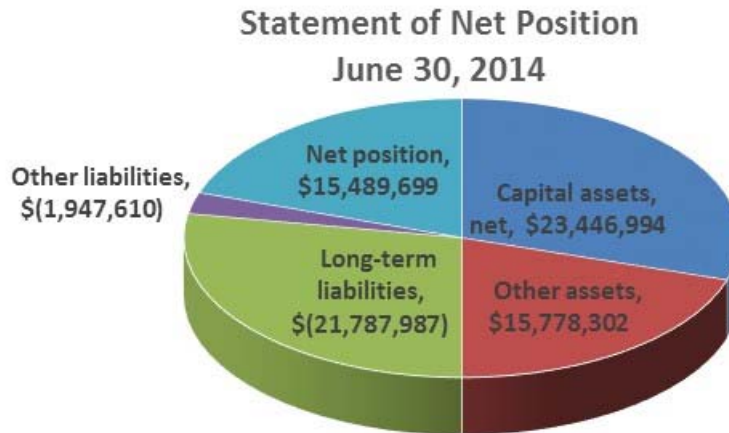 Statement of Net Position
June 30, 2014
Other liabilities,
$(1,947,610)
Net position,
$15,489,699
Capital assets,
net, $23,446,994
Long-term
liabilities,
$(21,787,987)
Other assets,
$15,778,302